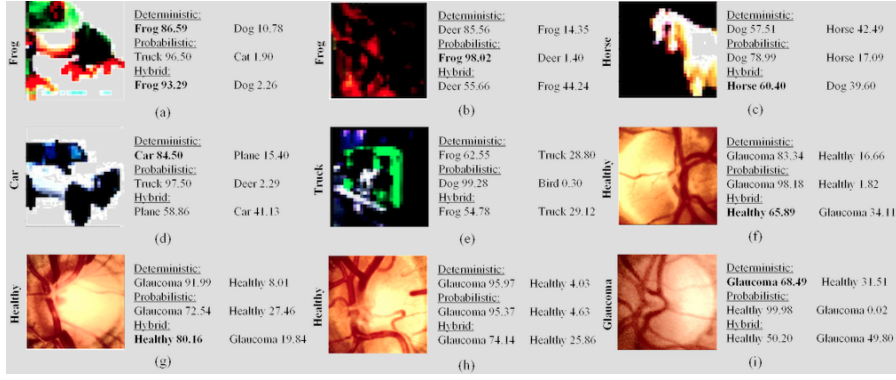 Frog
Deterministic:
Frog 86.59 Dog 10.78
Probabilistic:
Truck 96.50 Cat 1.90
Hybrid:
Frog 93.29 Dog 2.26
(a)
Frog
Deterministic:
Deer 85.56 Frog 14.35
Probabilistic:
Frog 98.02 Deer 1.40
Hybrid:
Deer 55.66 Frog 44.24
(b)
Horse
Deterministic:
Dog 57.51 Horse 42.49
Probabilistic:
Dog 78.99 Horse 17.09
Hybrid:
Horse 60.40 Dog 39.60
(c)
Car
Deterministic:
Car 84.50 Plane 15.40
Probabilistic:
Truck 97.50 Deer 2.29
Hybrid:
Plane 58.86 Car 41.13
(d)
Truck
Deterministic:
Frog 62.55 Truck 28.80
Probabilistic:
Dog 99.28 Bird 0.30
Hybrid:
Frog 54.78 Truck 29.12
(e)
Healthy
Deterministic:
Glaucoma 83.34 Healthy 16.66
Probabilistic:
Glaucoma 98.18 Healthy 1.82
Hybrid:
Healthy 65.89 Glaucoma 34.11
(f)
Healthy
Deterministic:
Glaucoma 91.99 Healthy 8.01
Probabilistic:
Glaucoma 72.54 Healthy 27.46
Hybrid:
Healthy 80.16 Glaucoma 19.84
(g)
Healthy
Deterministic:
Glaucoma 95.97 Healthy 4.03
Probabilistic:
Glaucoma 95.37 Healthy 4.63
Hybrid:
Glaucoma 74.14 Healthy 25.86
(h)
Glaucoma
Deterministic:
Glaucoma 68.49 Healthy 31.51
Probabilistic:
Healthy 99.98 Glaucoma 0.02
Hybrid:
Healthy 50.20 Glaucoma 49.80
(i)